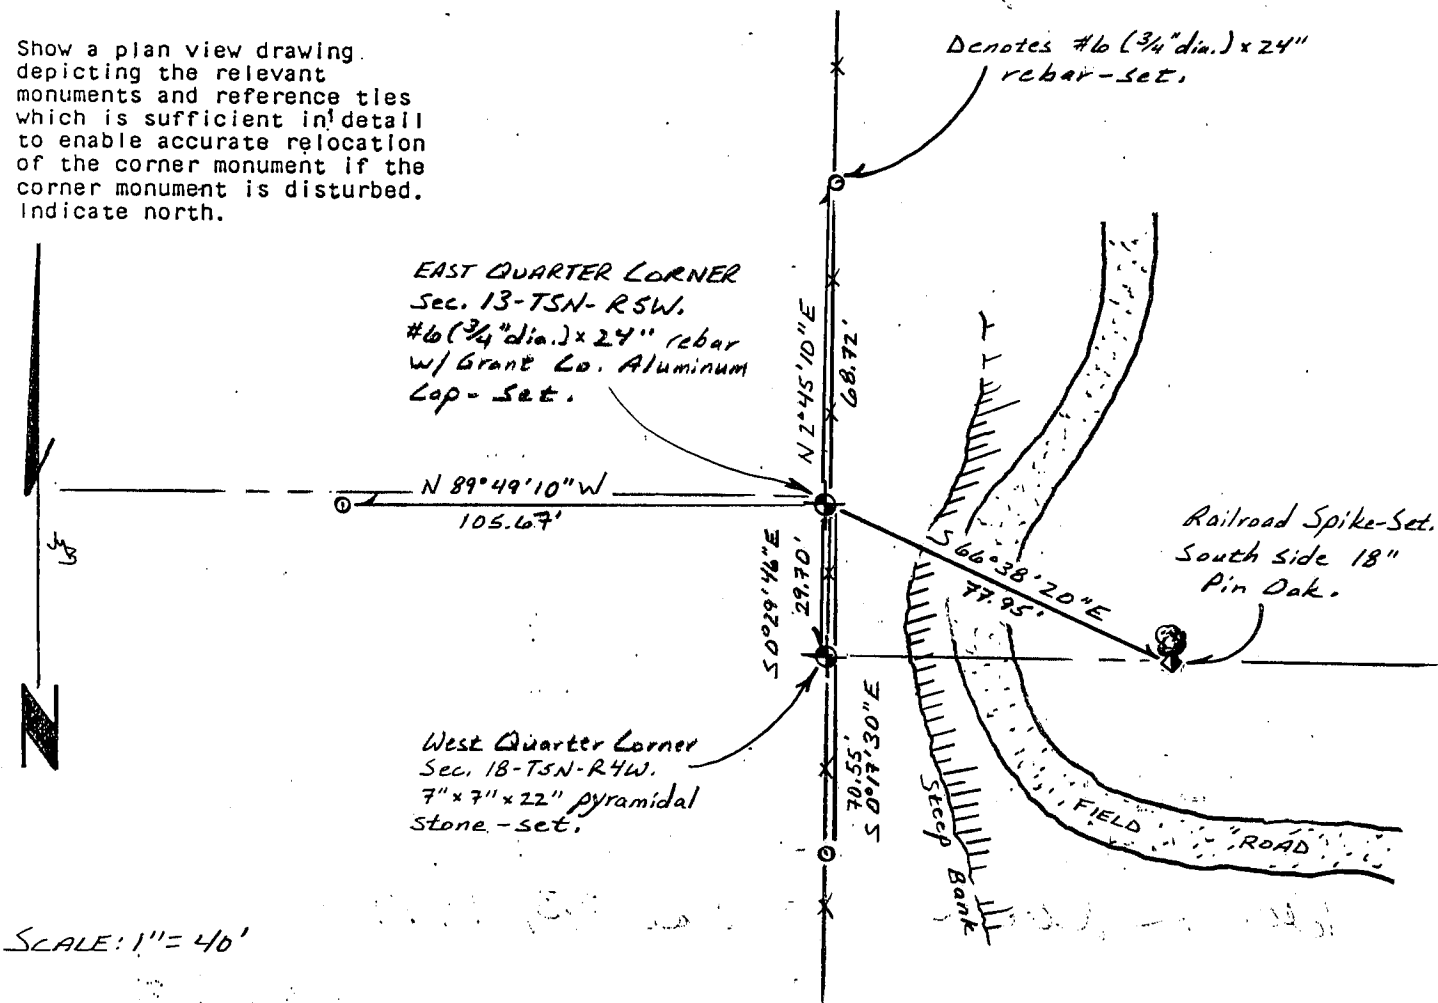 Show a plan view drawing
depicting the relevant
monuments and reference ties
which is sufficient in detail
to enable accurate relocation
of the corner monument if the
corner monument is disturbed.
Indicate north.
Denotes #6 (3/4" dia.) x 24"
rebar-set.
EAST QUARTER CORNER
Sec. 13-T5N-R5W.
#6 (3/4" dia.) x 24" rebar
w/ Grant Co. Aluminum
Cap - Set.
N 2°45'10" E
68.72'
N 89°49'10" W
105.67'
S 0°29'46" E
29.70'
S 66°38'20" E
77.95'
Railroad Spike-Set.
South side 18"
Pin Oak.
N
West Quarter Corner
Sec. 18-T5N-R4W.
7" x 7" x 22" pyramidal
stone - set.
70.55'
S 0°17'30" E
Steep Bank
FIELD ROAD
SCALE: 1" = 40'